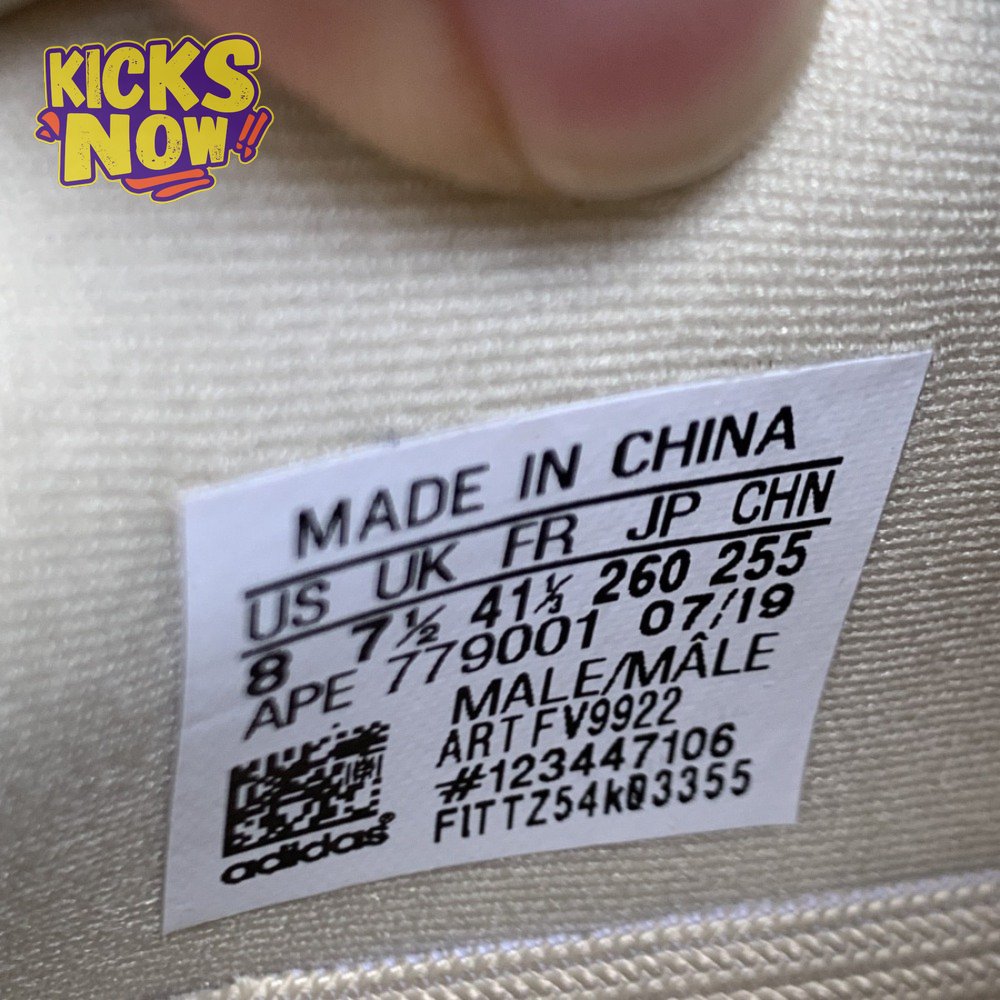 KICKS
NOW!!
MADE IN CHINA
US UK FR JP CHN
8 7½ 41⅓ 260 255
APE 779001 07/19
MALE/MÂLE
ART FV9922
#123447106
FITTZ54k03355
adidas®